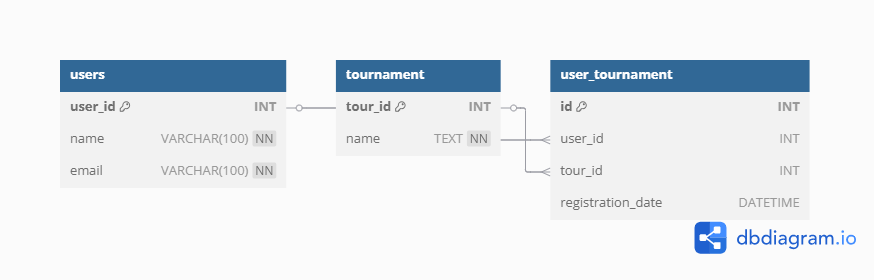 users
user_id INT
name VARCHAR(100) NN
email VARCHAR(100) NN
tournament
tour_id INT
name TEXT NN
user_tournament
id INT
user_id INT
tour_id INT
registration_date DATETIME
dbdiagram.io